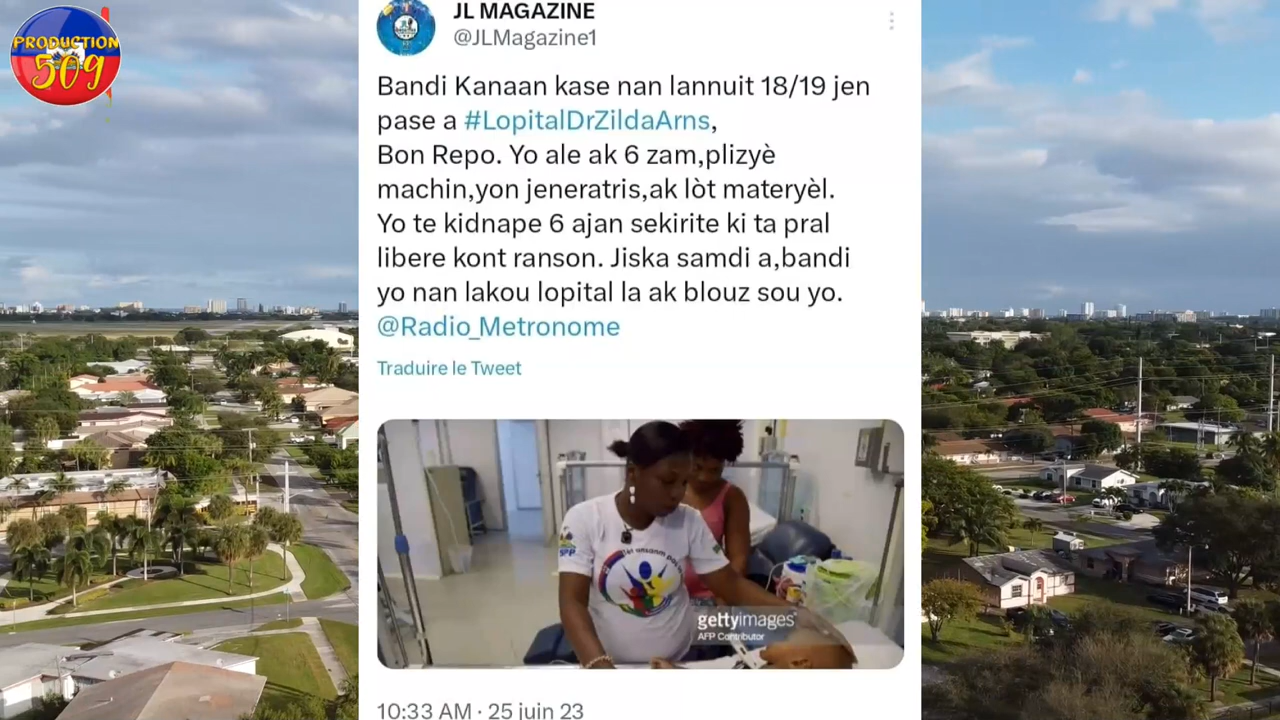 PRODUCTION
509
JL MAGAZINE
@JLMagazine1
Bandi Kanaan kase nan lannuit 18/19 jen
pase a #LopitalDrZildaArns,
Bon Repo. Yo ale ak 6 zam,plizyè
machin,yon jeneratris,ak lòt materyèl.
Yo te kidnape 6 ajan sekirite ki ta pral
libere kont ranson. Jiska samdi a,bandi
yo nan lakou lopital la ak blouz sou yo.
@Radio_Metronome
Traduire le Tweet
gettyimages
AFP Contributor
10:33 AM · 25 juin 23